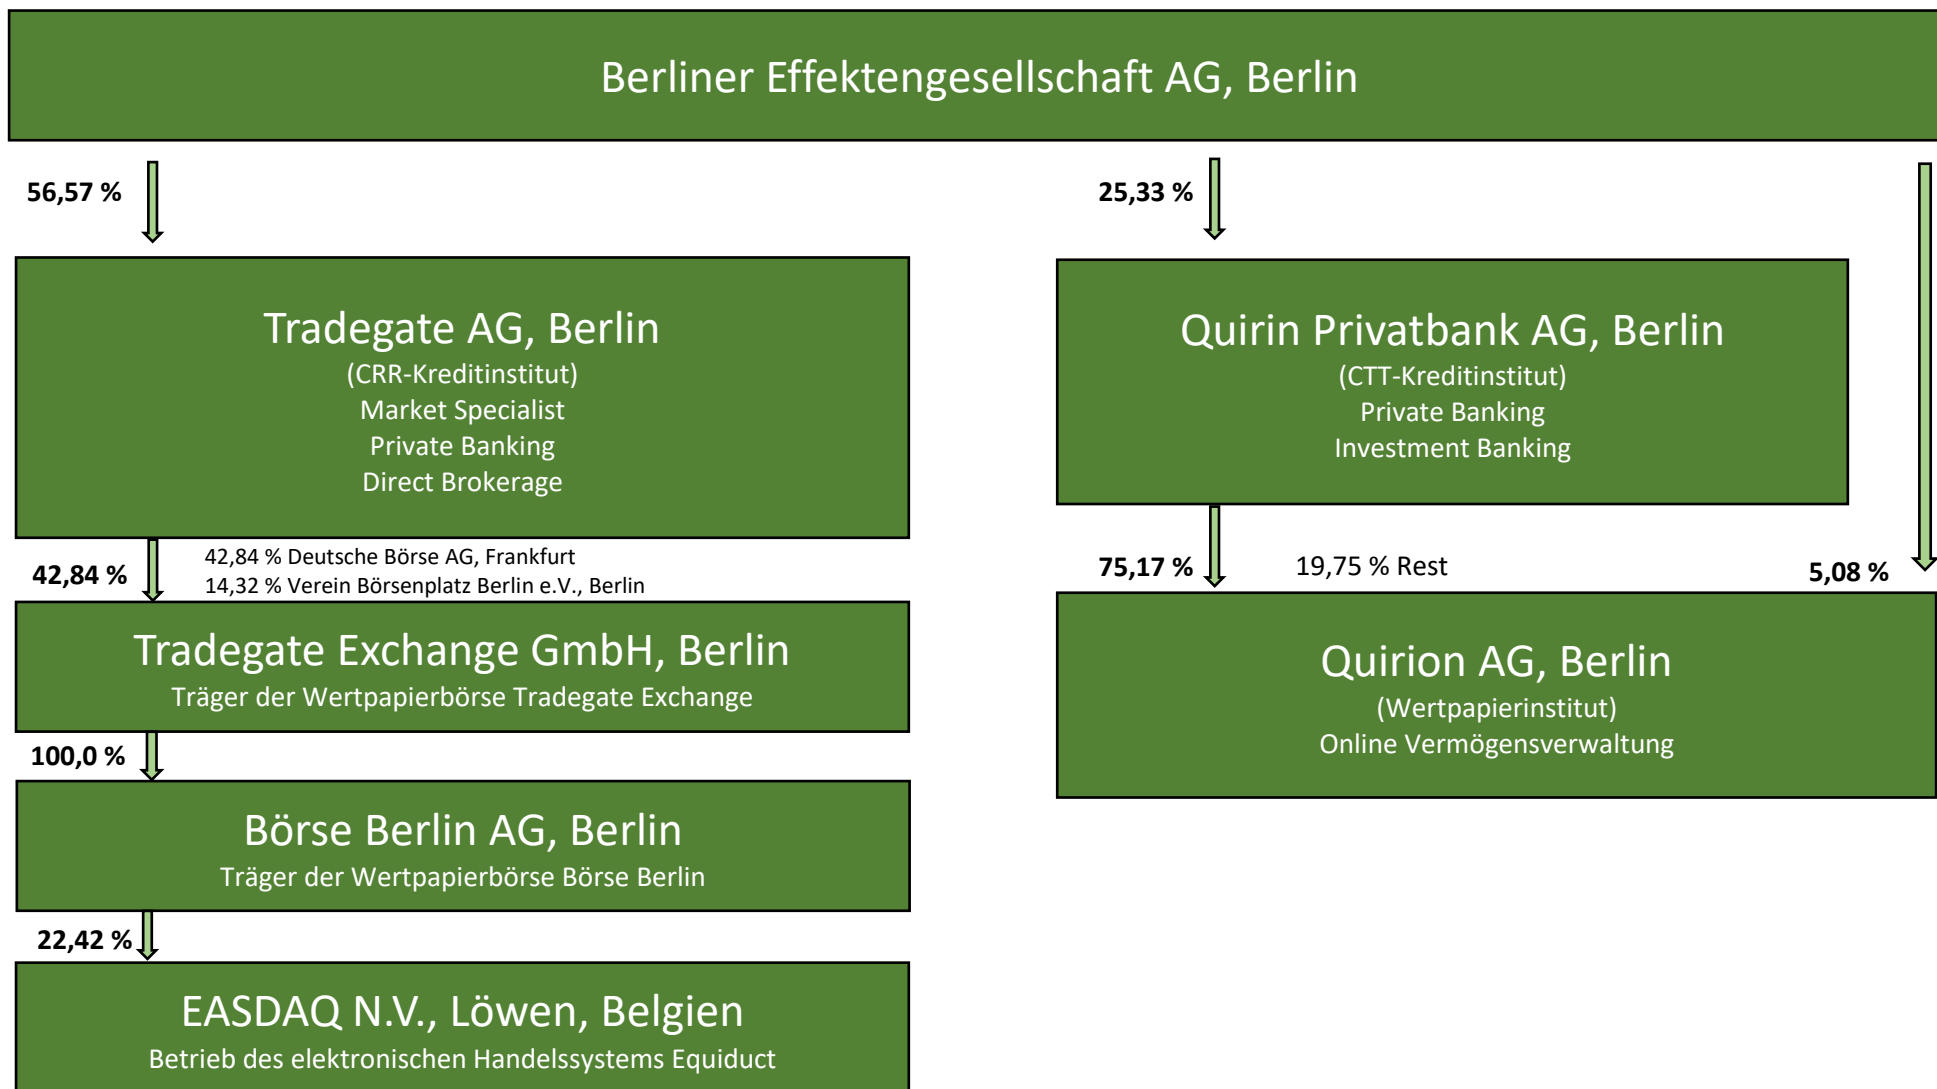 Berliner Effektengesellschaft AG, Berlin
56,57 %
25,33 %
Tradegate AG, Berlin
(CRR-Kreditinstitut)
Market Specialist
Private Banking
Direct Brokerage
Quirin Privatbank AG, Berlin
(CTT-Kreditinstitut)
Private Banking
Investment Banking
42,84 %
42,84 % Deutsche Börse AG, Frankfurt
14,32 % Verein Börsenplatz Berlin e.V., Berlin
75,17 %
19,75 % Rest
5,08 %
Tradegate Exchange GmbH, Berlin
Träger der Wertpapierbörse Tradegate Exchange
Quirion AG, Berlin
(Wertpapierinstitut)
Online Vermögensverwaltung
100,0 %
Börse Berlin AG, Berlin
Träger der Wertpapierbörse Börse Berlin
22,42 %
EASDAQ N.V., Löwen, Belgien
Betrieb des elektronischen Handelssystems Equiduct